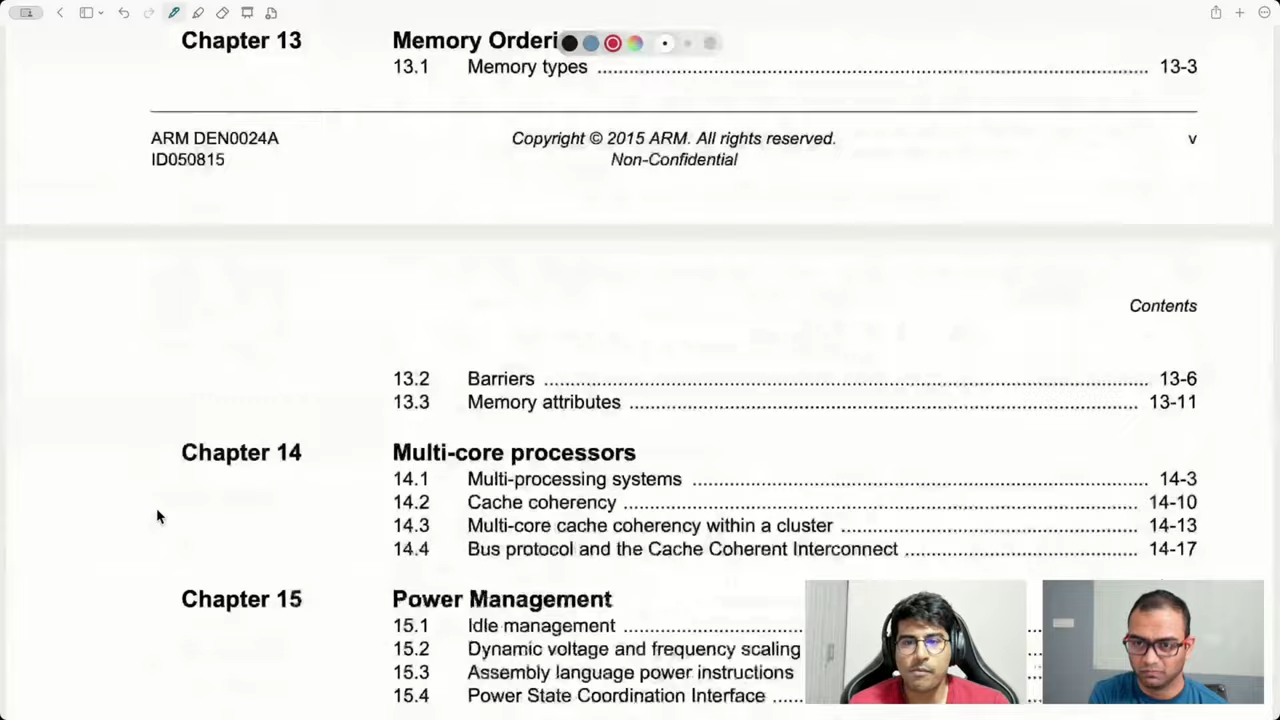 Chapter 13 Memory Orderi
13.1 Memory types ........................................................................ 13-3
ARM DEN0024A Copyright © 2015 ARM. All rights reserved. v
ID050815 Non-Confidential
Contents
13.2 Barriers ........................................................................ 13-6
13.3 Memory attributes ........................................................................ 13-11
Chapter 14 Multi-core processors
14.1 Multi-processing systems ........................................................................ 14-3
14.2 Cache coherency ........................................................................ 14-10
14.3 Multi-core cache coherency within a cluster ........................................................................ 14-13
14.4 Bus protocol and the Cache Coherent Interconnect ........................................................................ 14-17
Chapter 15 Power Management
15.1 Idle management ........................
15.2 Dynamic voltage and frequency scaling
15.3 Assembly language power instructions
15.4 Power State Coordination Interface ......